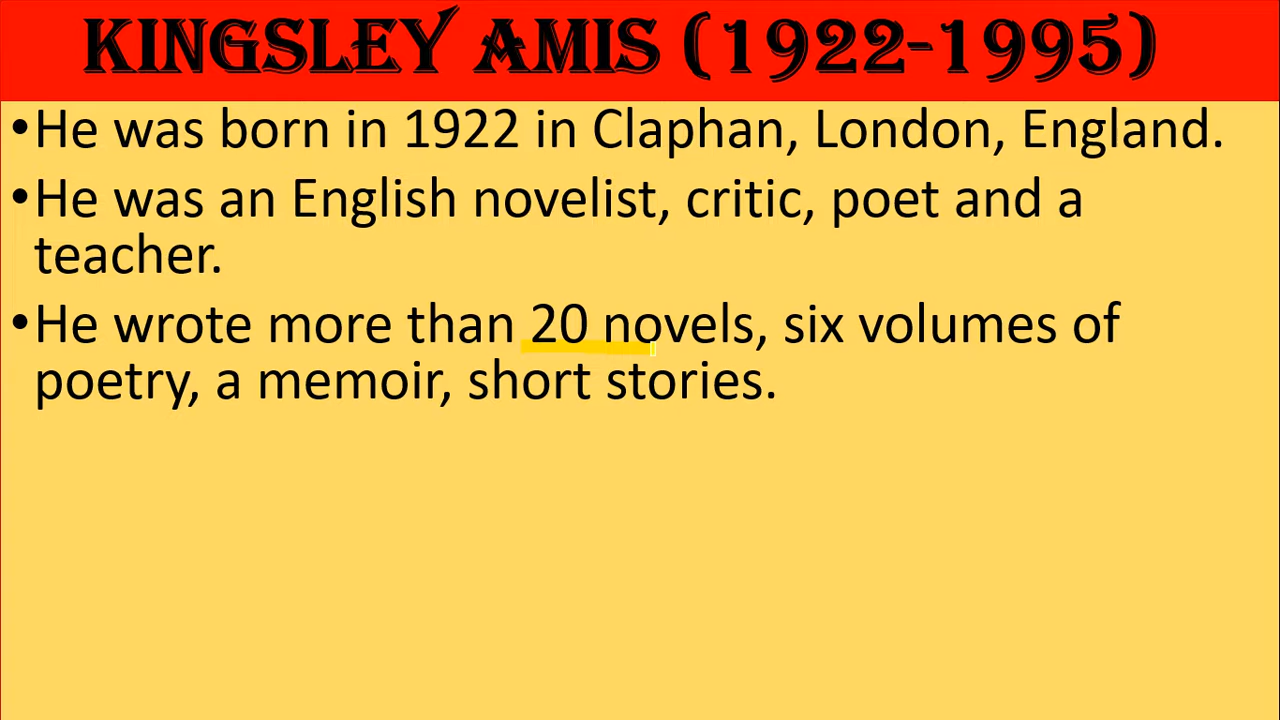 KINGSLEY AMIS (1922-1995)
•He was born in 1922 in Claphan, London, England.
•He was an English novelist, critic, poet and a
teacher.
•He wrote more than 20 novels, six volumes of
poetry, a memoir, short stories.